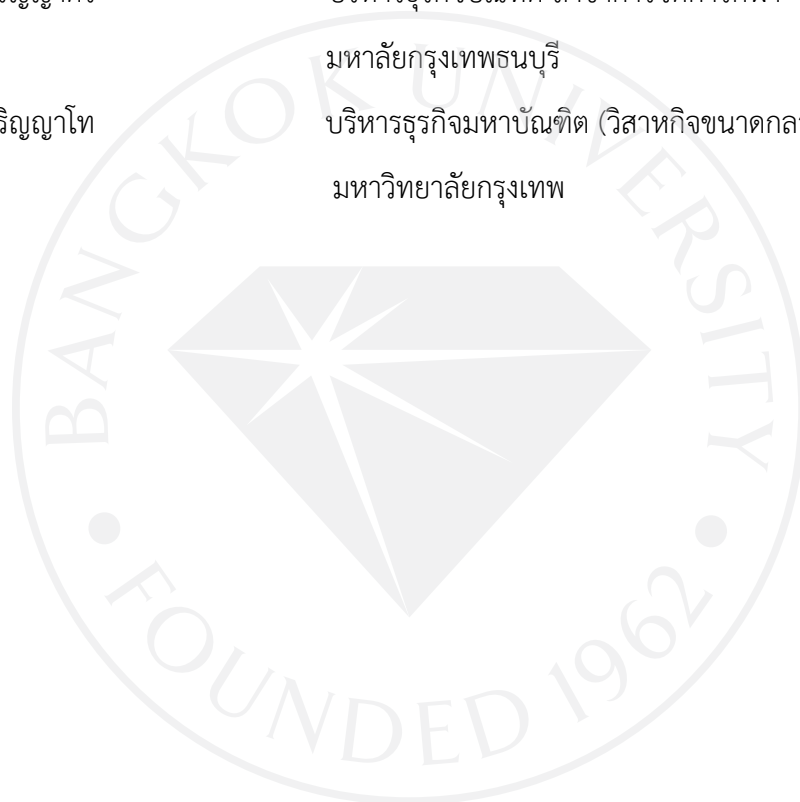 มหาลัยกรุงเทพธนบุรี
ริญญาโท บริหารธุรกิจมหาบัณฑิต (วิสาหกิจขนาดกลา
มหาวิทยาลัยกรุงเทพ
BANGKOK UNIVERSITY
FOUNDED 1962